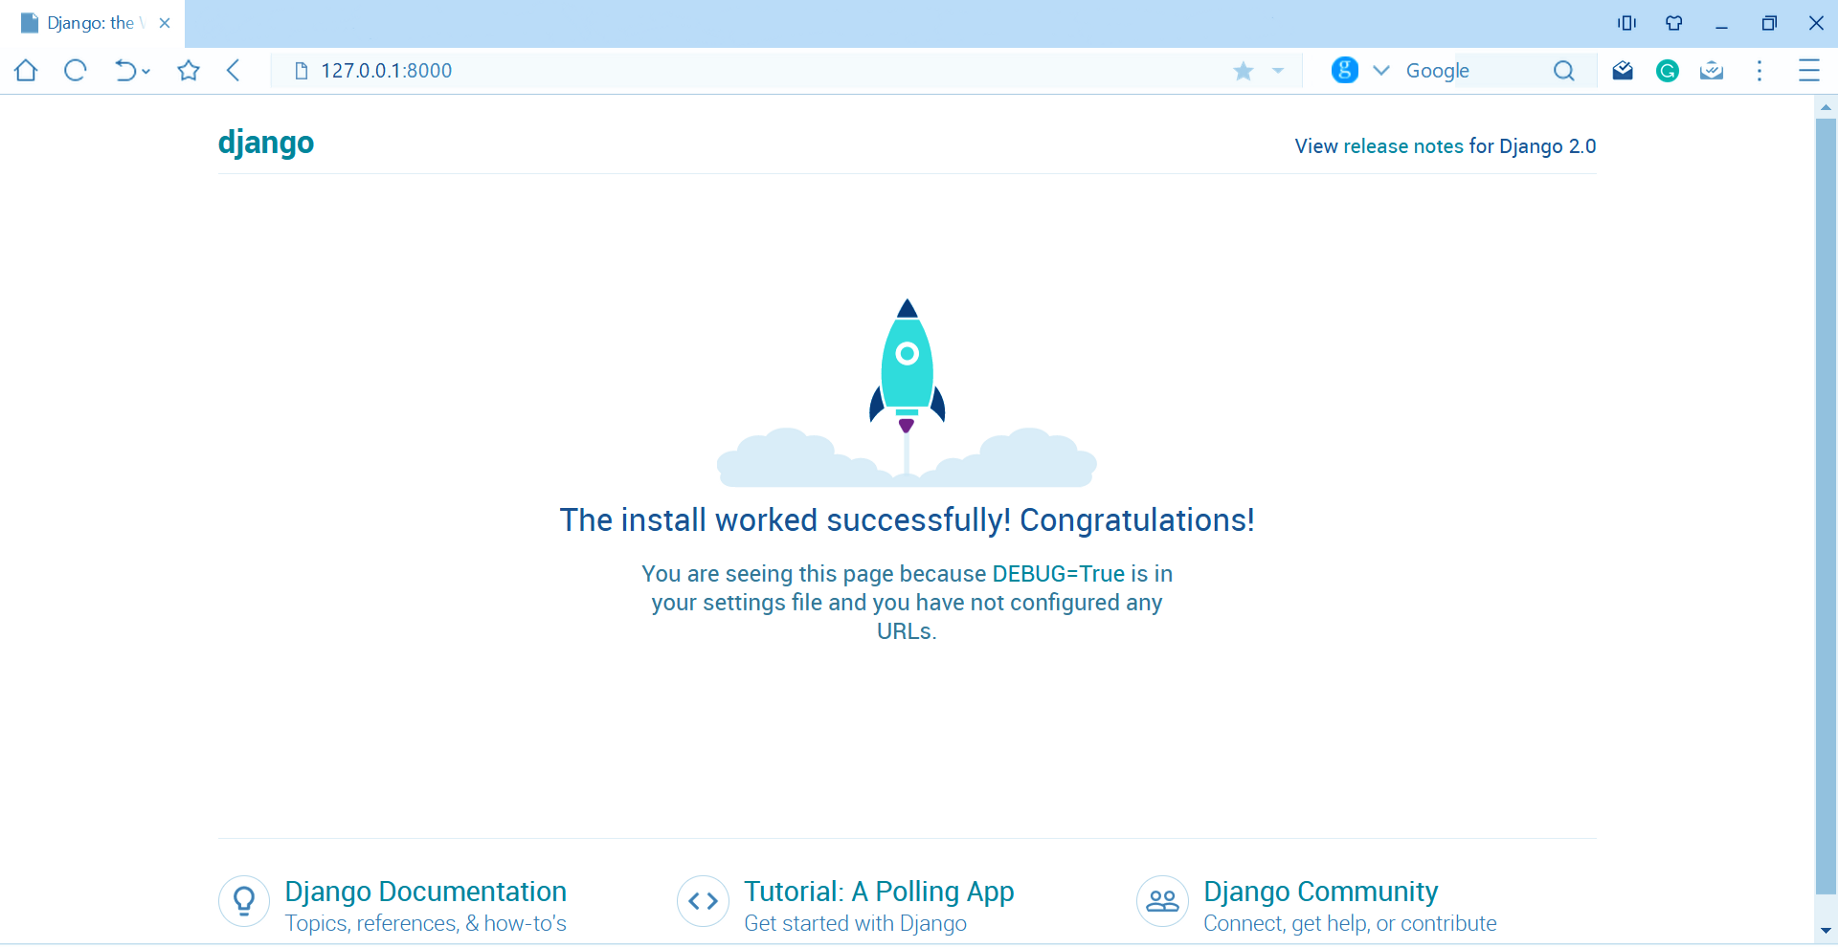 Django: the
127.0.0.1:8000
g
Google
G
django
View release notes for Django 2.0
The install worked successfully! Congratulations!
You are seeing this page because DEBUG=True is in
your settings file and you have not configured any
URLs.
Django Documentation
Topics, references, & how-to's
Tutorial: A Polling App
Get started with Django
Django Community
Connect, get help, or contribute